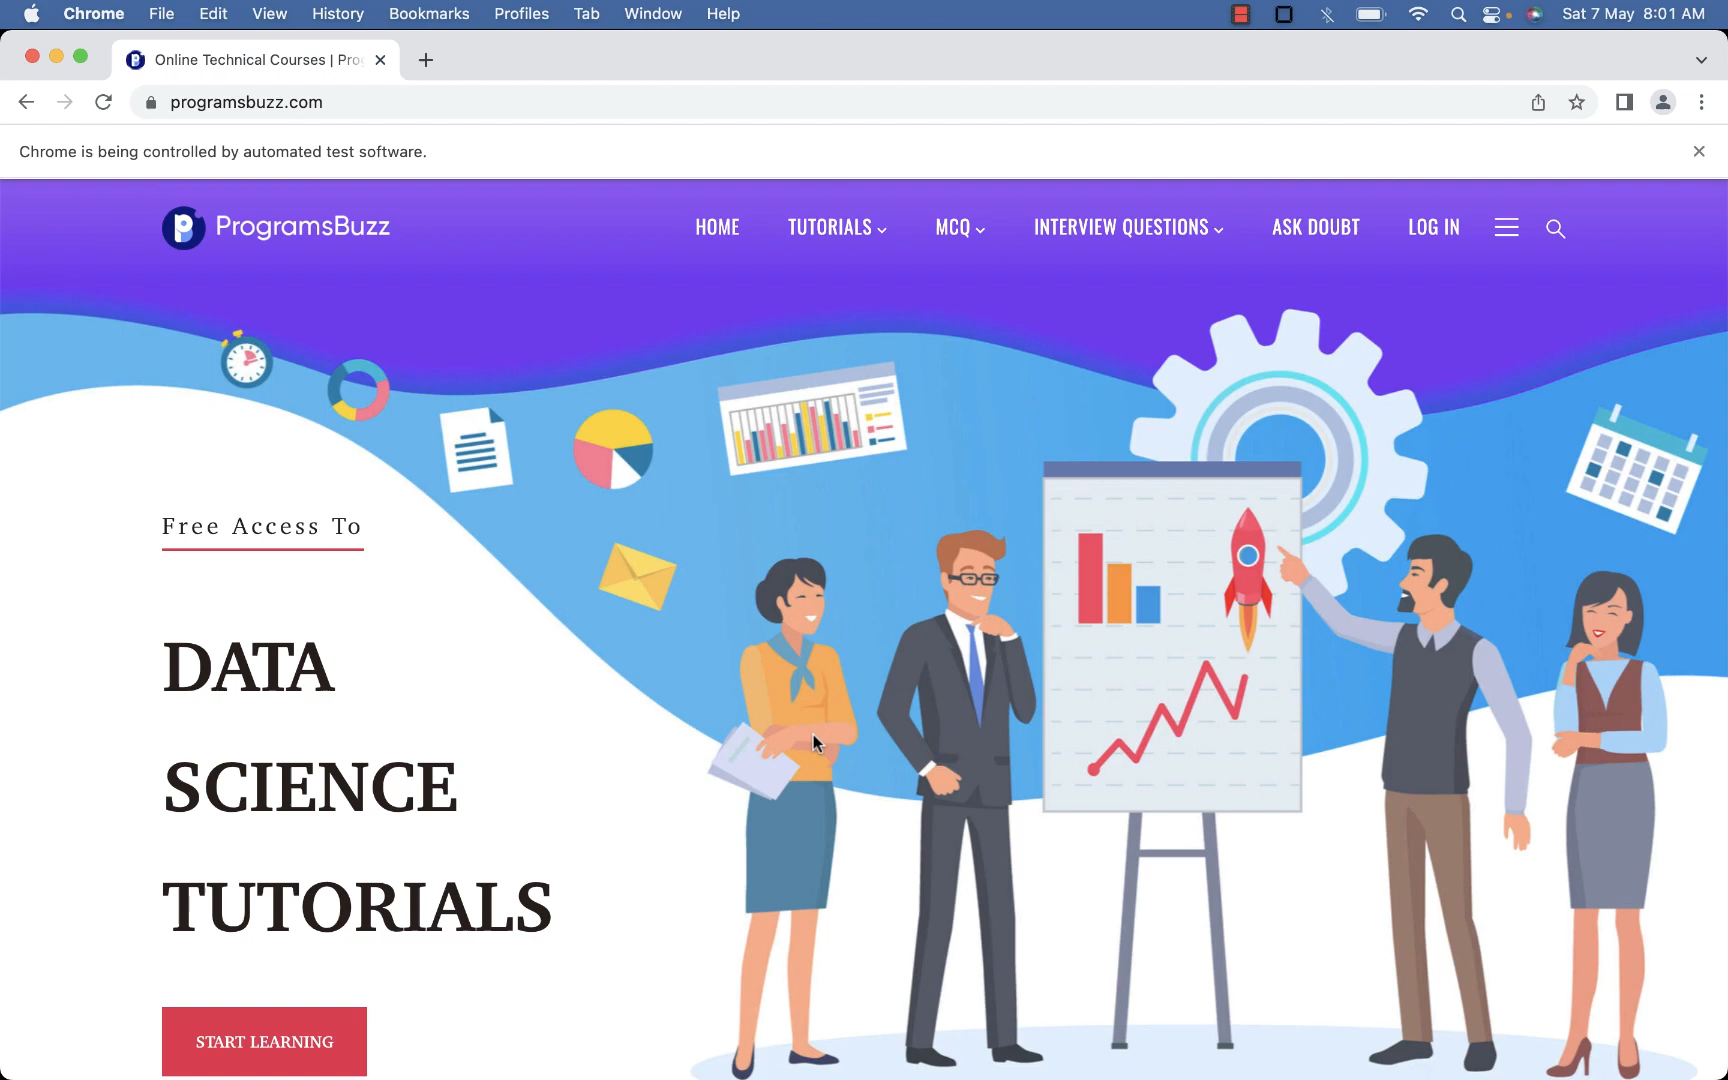 Chrome File Edit View History Bookmarks Profiles Tab Window Help Sat 7 May 8:01 AM
Online Technical Courses | Pro
programsbuzz.com
Chrome is being controlled by automated test software.
ProgramsBuzz HOME TUTORIALS MCQ INTERVIEW QUESTIONS ASK DOUBT LOG IN
Free Access To
DATA
SCIENCE
TUTORIALS
START LEARNING